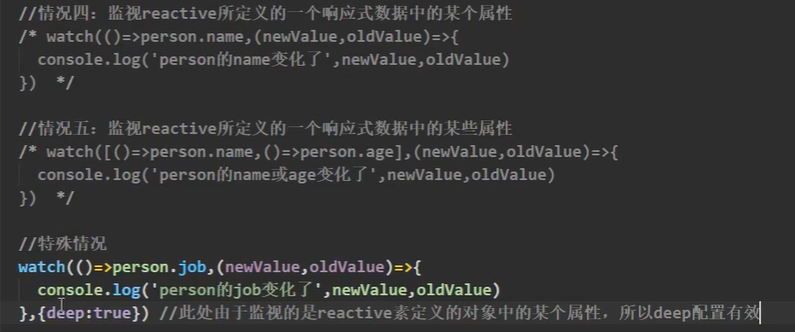 //情况四：监视reactive所定义的一个响应式数据中的某个属性
/* watch(()=>person.name,(newValue,oldValue)=>{
console.log('person的name变化了',newValue,oldValue)
})  */
//情况五：监视reactive所定义的一个响应式数据中的某些属性
/* watch([()=>person.name,()=>person.age],(newValue,oldValue)=>{
console.log('person的name或age变化了',newValue,oldValue)
})  */
//特殊情况
watch(()=>person.job,(newValue,oldValue)=>{
console.log('person的job变化了',newValue,oldValue)
},{deep:true}) //此处由于监视的是reactive素定义的对象中的某个属性，所以deep配置有效